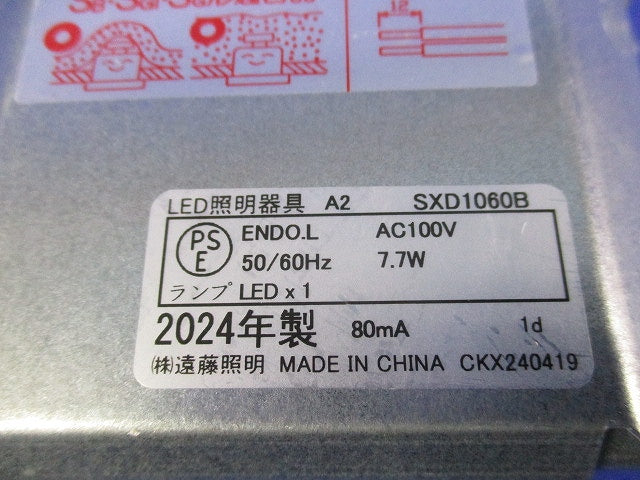 12
LED照明器具 A2 SXD1060B
PS
E
ENDO.L AC100V
50/60Hz 7.7W
ランプ LED x 1
2024年製 80mA 1d
㈱遠藤照明 MADE IN CHINA CKX240419